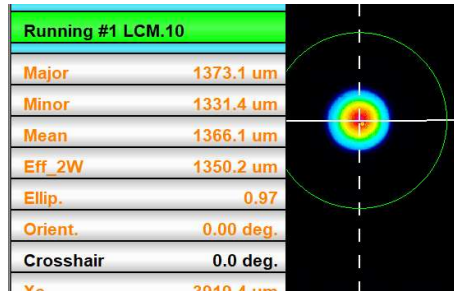 Running #1 LCM.10
Major 1373.1 um
Minor 1331.4 um
Mean 1366.1 um
Eff_2W 1350.2 um
Ellip. 0.97
Orient. 0.00 deg.
Crosshair 0.0 deg.